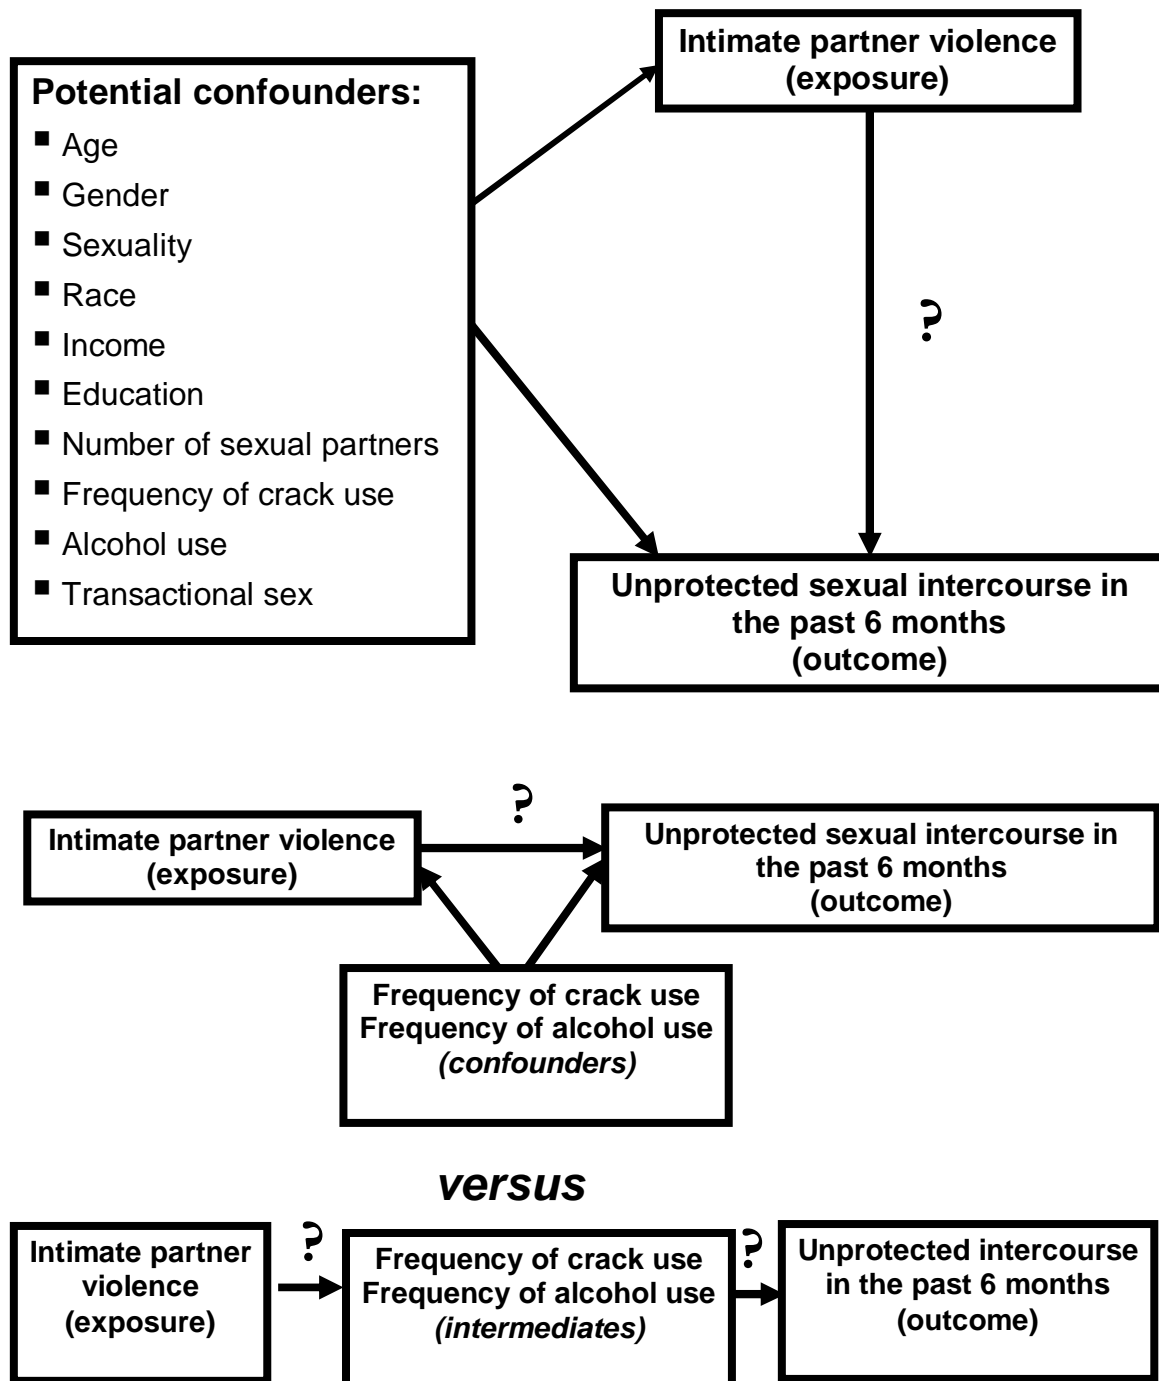 Intimate partner violence
(exposure)
Potential confounders:
▪ Age
▪ Gender
▪ Sexuality
▪ Race
▪ Income
▪ Education
▪ Number of sexual partners
▪ Frequency of crack use
▪ Alcohol use
▪ Transactional sex
?
Unprotected sexual intercourse in
the past 6 months
(outcome)
?
Intimate partner violence
(exposure)
Unprotected sexual intercourse in
the past 6 months
(outcome)
Frequency of crack use
Frequency of alcohol use
(confounders)
versus
Intimate partner
violence
(exposure)
?
Frequency of crack use
Frequency of alcohol use
(intermediates)
?
Unprotected intercourse
in the past 6 months
(outcome)